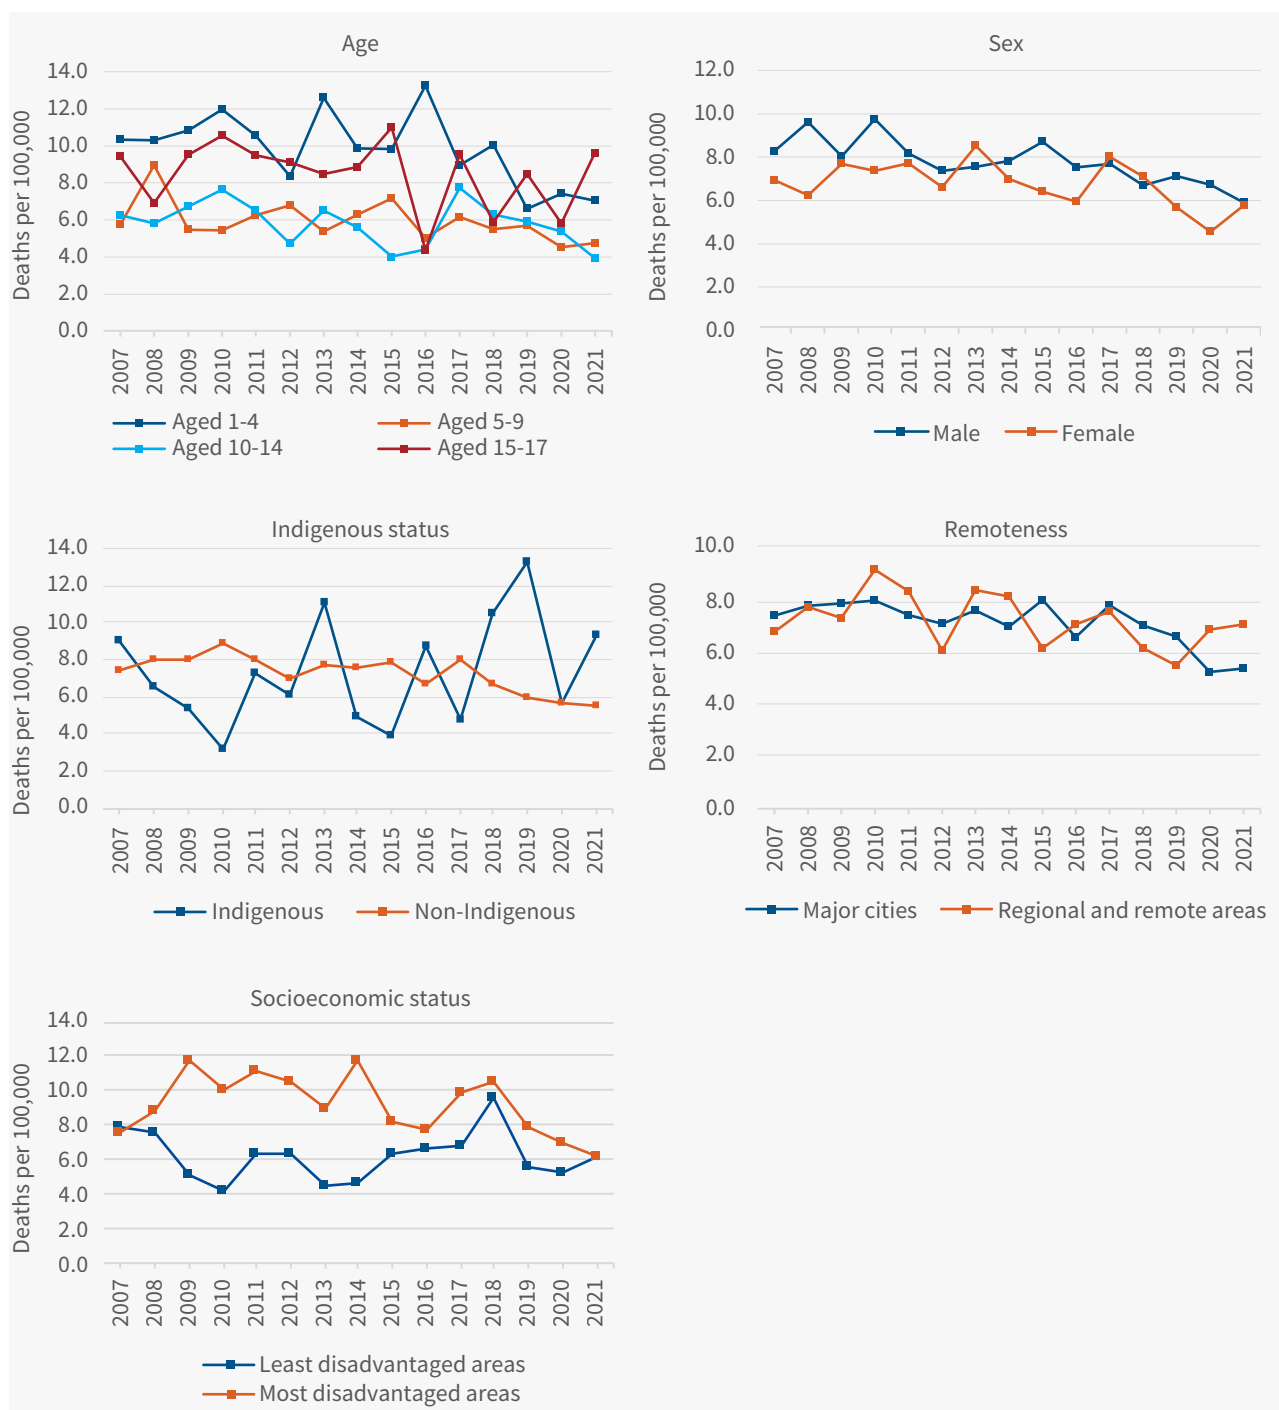 Age
Deaths per 100,000
14.0
12.0
10.0
8.0
6.0
4.0
2.0
0.0
2007 2008 2009 2010 2011 2012 2013 2014 2015 2016 2017 2018 2019 2020 2021
Aged 1-4 Aged 5-9
Aged 10-14 Aged 15-17
Sex
Deaths per 100,000
12.0
10.0
8.0
6.0
4.0
2.0
0.0
2007 2008 2009 2010 2011 2012 2013 2014 2015 2016 2017 2018 2019 2020 2021
Male Female
Indigenous status
Deaths per 100,000
14.0
12.0
10.0
8.0
6.0
4.0
2.0
0.0
2007 2008 2009 2010 2011 2012 2013 2014 2015 2016 2017 2018 2019 2020 2021
Indigenous Non-Indigenous
Remoteness
Deaths per 100,000
10.0
8.0
6.0
4.0
2.0
0.0
2007 2008 2009 2010 2011 2012 2013 2014 2015 2016 2017 2018 2019 2020 2021
Major cities Regional and remote areas
Socioeconomic status
Deaths per 100,000
14.0
12.0
10.0
8.0
6.0
4.0
2.0
0.0
2007 2008 2009 2010 2011 2012 2013 2014 2015 2016 2017 2018 2019 2020 2021
Least disadvantaged areas
Most disadvantaged areas